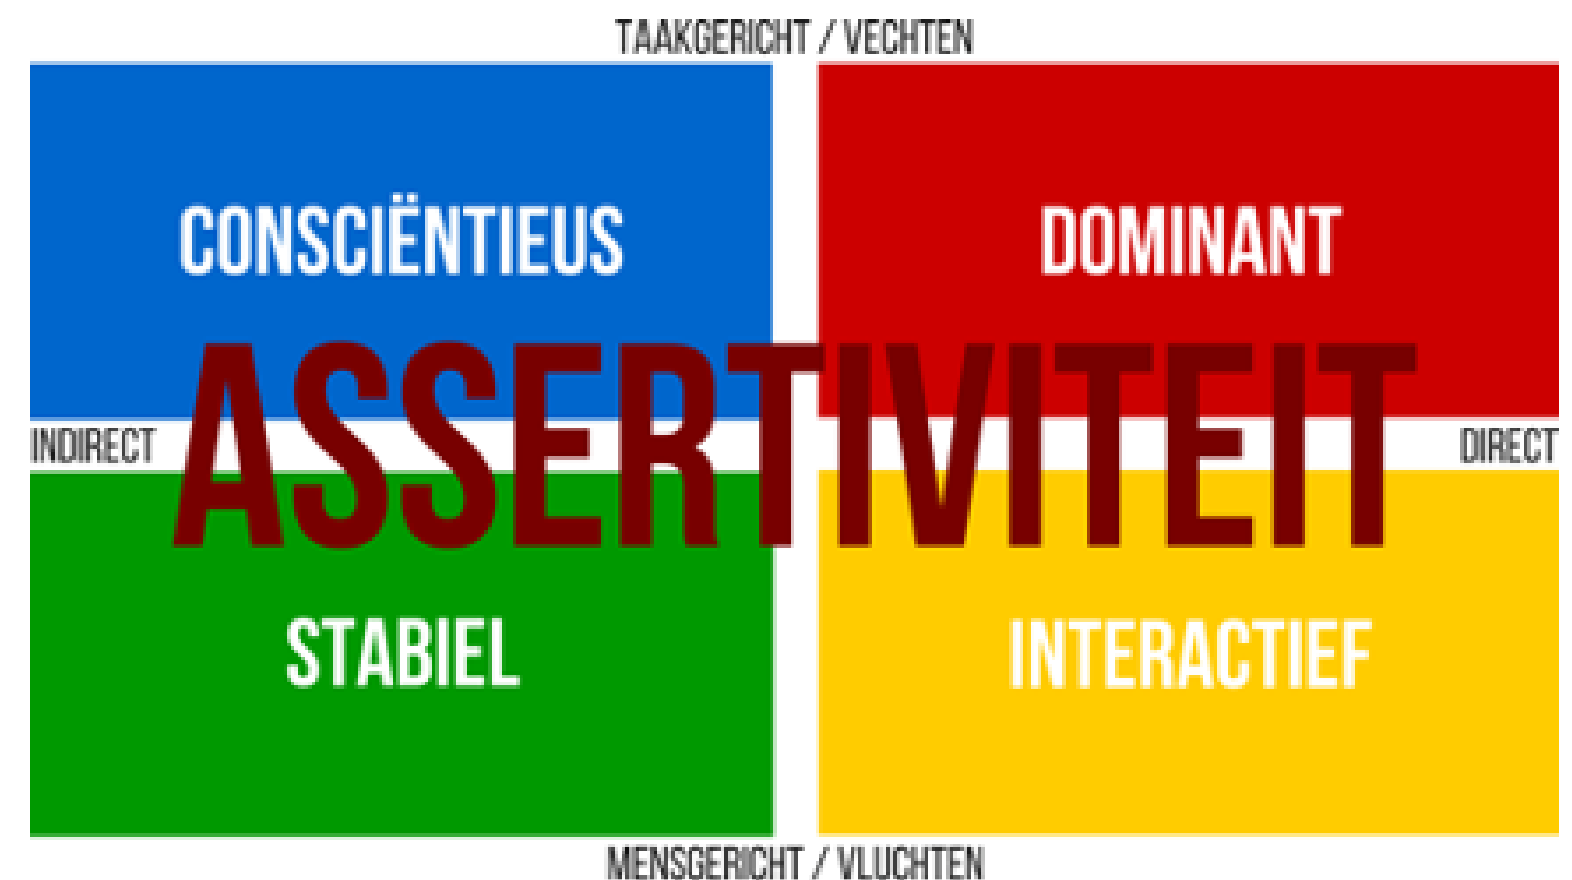 TAAKGERICHT / VECHTEN
CONSCIËNTIEUS
DOMINANT
ASSERTIVITEIT
INDIRECT
DIRECT
STABIEL
INTERACTIEF
MENSGERICHT / VLUCHTEN